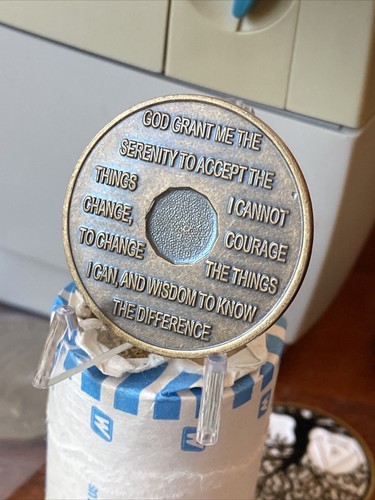 GOD GRANT ME THE
SERENITY TO ACCEPT THE
THINGS I CANNOT
CHANGE, COURAGE
TO CHANGE THE THINGS
I CAN, AND WISDOM TO KNOW
THE DIFFERENCE
W
W
W